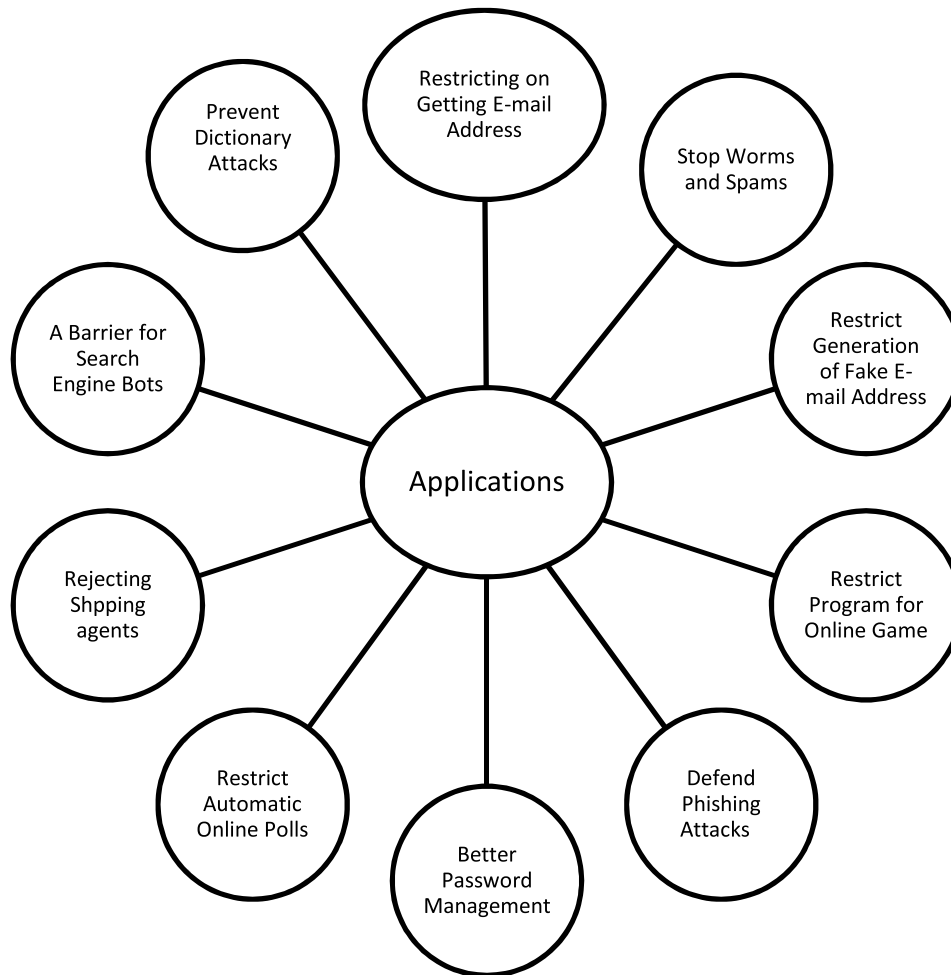 Restricting on
Getting E-mail
Address
Stop Worms
and Spams
Restrict
Generation
of Fake E-
mail Address
Restrict
Program for
Online Game
Defend
Phishing
Attacks
Better
Password
Management
Restrict
Automatic
Online Polls
Rejecting
Shpping
agents
A Barrier for
Search
Engine Bots
Prevent
Dictionary
Attacks
Applications